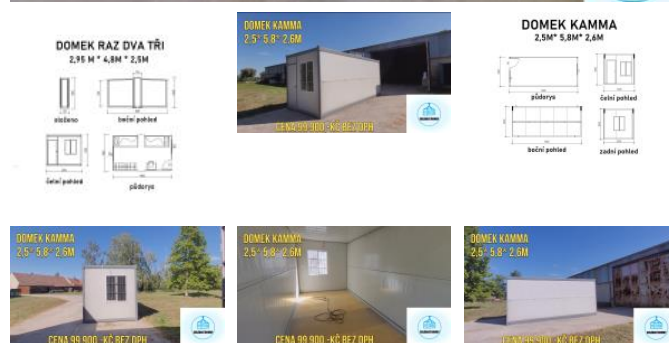 DOMEK RAZ DVA TŘI
2,95 M * 4,8M * 2,5M
složeno
boční pohled
čelní pohled
půdorys
DOMEK KAMMA
2.5* 5.8* 2.6M
CENA 99.900 -KČ BEZ DPH
DOMEK KAMMA
2,5M* 5,8M* 2,6M
půdorys
čelní pohled
boční pohled
zadní pohled
DOMEK KAMMA
2.5* 5.8* 2.6M
CENA 99.900 -KČ BEZ DPH
DOMEK KAMMA
2.5* 5.8* 2.6M
CENA 99.900 -KČ BEZ DPH
DOMEK KAMMA
2.5* 5.8* 2.6M
CENA 99.900 -KČ BEZ DPH